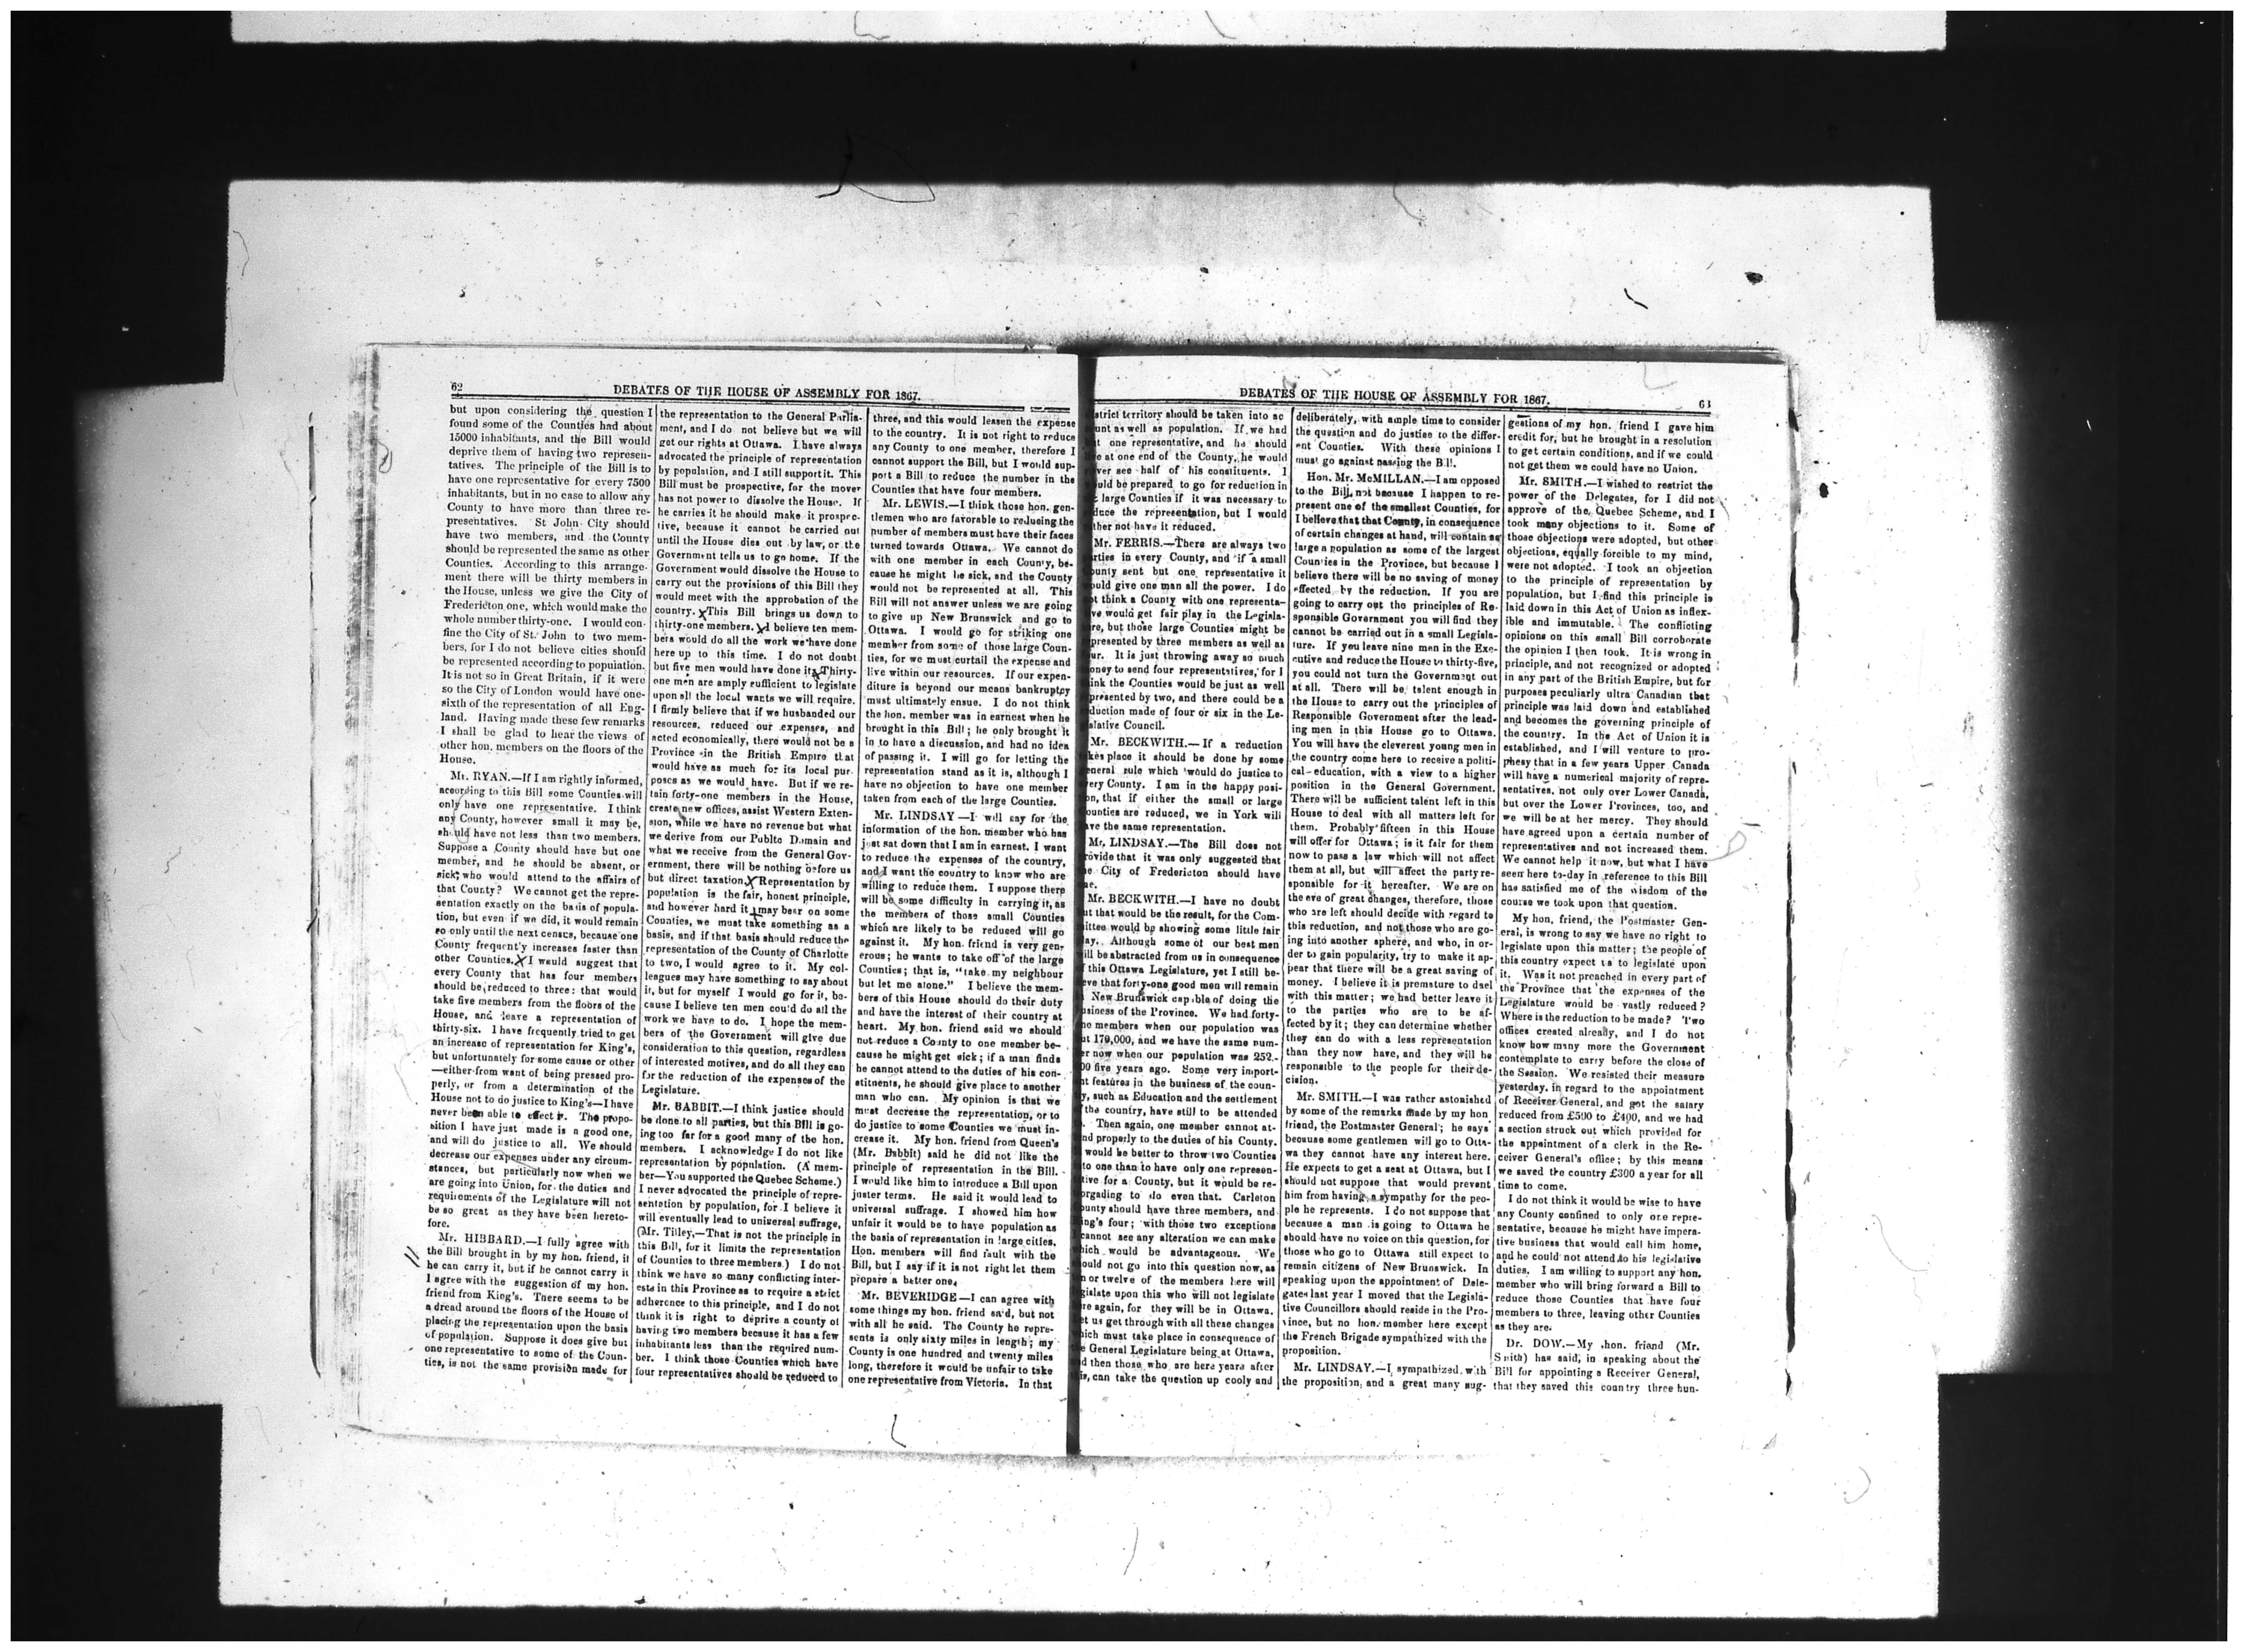 62
DEBATES OF THE HOUSE OF ASSEMBLY FOR 1867.
but upon considering the question I
found some of the Counties had about
15000 inhabitants, and the Bill would
deprive them of having two represen-
tatives. The principle of the Bill is to
have one representative for every 7500
inhabitants, but in no case to allow any
County to have more than three re-
presentatives. St John City should
have two members, and the County
should be represented the same as other
Counties. According to this arrange-
ment there will be thirty members in
the House, unless we give the City of
Fredericton one, which would make the
whole number thirty-one. I would con-
fine the City of St. John to two mem-
bers, for I do not believe cities should
be represented according to population.
It is not so in Great Britain, if it were
so the City of London would have one-
sixth of the representation of all Eng-
land. Having made these few remarks
I shall be glad to hear the views of
other hon. members on the floors of the
House.
Mr. RYAN.—If I am rightly informed,
according to this Bill some Counties will
only have one representative. I think
any County, however small it may be,
should have not less than two members.
Suppose a County should have but one
member, and he should be absent, or
sick; who would attend to the affairs of
that County? We cannot get the repre-
sentation exactly on the basis of popula-
tion, but even if we did, it would remain
so only until the next census, because one
County frequently increases faster than
other Counties. I would suggest that
every County that has four members
should be reduced to three: that would
take five members from the floors of the
House, and leave a representation of
thirty-six. I have frequently tried to get
an increase of representation for King's,
but unfortunately for some cause or other
—either from want of being pressed pro-
perly, or from a determination of the
House not to do justice to King's—I have
never been able to effect it. The propo-
sition I have just made is a good one,
and will do justice to all. We should
decrease our expenses under any circum-
stances, but particularly now when we
are going into Union, for the duties and
requirements of the Legislature will not
be so great as they have been hereto-
fore.
Mr. HIBBARD.—I fully agree with
the Bill brought in by my hon. friend, if
he can carry it, but if he cannot carry it
I agree with the suggestion of my hon.
friend from King's. There seems to be
a dread around the floors of the House of
placing the representation upon the basis
of population. Suppose it does give but
one representative to some of the Coun-
ties, is not the same provision made for
the representation to the General Parlia-
ment, and I do not believe but we will
get our rights at Ottawa. I have always
advocated the principle of representation
by population, and I still support it. This
Bill must be prospective, for the mover
has not power to dissolve the House. If
he carries it he should make it prospec-
tive, because it cannot be carried out
until the House dies out by law, or the
Government tells us to go home. If the
Government would dissolve the House to
carry out the provisions of this Bill they
would meet with the approbation of the
country. This Bill brings us down to
thirty-one members. I believe ten mem-
bers would do all the work we have done
here up to this time. I do not doubt
but five men would have done it. Thirty-
one men are amply sufficient to legislate
upon all the local wants we will require.
I firmly believe that if we husbanded our
resources, reduced our expenses, and
acted economically, there would not be a
Province in the British Empire that
would have as much for its local pur-
poses as we would have. But if we re-
tain forty-one members in the House,
create new offices, assist Western Exten-
sion, while we have no revenue but what
we derive from our Public Domain and
what we receive from the General Gov-
ernment, there will be nothing before us
but direct taxation. Representation by
population is the fair, honest principle,
and however hard it may bear on some
Counties, we must take something as a
basis, and if that basis should reduce the
representation of the County of Charlotte
to two, I would agree to it. My col-
leagues may have something to say about
it, but for myself I would go for it, be-
cause I believe ten men could do all the
work we have to do. I hope the mem-
bers of the Government will give due
consideration to this question, regardless
of interested motives, and do all they can
for the reduction of the expenses of the
Legislature.
Mr. BABBIT.—I think justice should
be done to all parties, but this Bill is go-
ing too far for a good many of the hon.
members. I acknowledge I do not like
representation by population. (A mem-
ber—You supported the Quebec Scheme.)
I never advocated the principle of repre-
sentation by population, for I believe it
will eventually lead to universal suffrage,
(Mr. Tilley,—That is not the principle in
this Bill, for it limits the representation
of Counties to three members.) I do not
think we have so many conflicting inter-
ests in this Province as to require a strict
adherence to this principle, and I do not
think it is right to deprive a county of
having two members because it has a few
inhabitants less than the required num-
ber. I think those Counties which have
four representatives should be reduced to
three, and this would lessen the expense
to the country. It is not right to reduce
any County to one member, therefore I
cannot support the Bill, but I would sup-
port a Bill to reduce the number in the
Counties that have four members.
Mr. LEWIS.—I think those hon. gen-
tlemen who are favorable to reducing the
number of members must have their faces
turned towards Ottawa. We cannot do
with one member in each County, be-
cause he might be sick, and the County
would not be represented at all. This
Bill will not answer unless we are going
to give up New Brunswick and go to
Ottawa. I would go for striking one
member from some of those large Coun-
ties, for we must curtail the expense and
live within our resources. If our expen-
diture is beyond our means bankruptcy
must ultimately ensue. I do not think
the hon. member was in earnest when he
brought in this Bill; he only brought it
in to have a discussion, and had no idea
of passing it. I will go for letting the
representation stand as it is, although I
have no objection to have one member
taken from each of the large Counties.
Mr. LINDSAY—I will say for the
information of the hon. member who has
just sat down that I am in earnest. I want
to reduce the expenses of the country,
and I want the country to know who are
willing to reduce them. I suppose there
will be some difficulty in carrying it, as
the members of those small Counties
which are likely to be reduced will go
against it. My hon. friend is very gen-
erous; he wants to take off of the large
Counties; that is, "take my neighbour
but let me alone." I believe the mem-
bers of this House should do their duty
and have the interest of their country at
heart. My hon. friend said we should
not reduce a County to one member be-
cause he might get sick; if a man finds
he cannot attend to the duties of his con-
stituents, he should give place to another
man who can. My opinion is that we
must decrease the representation, or to
do justice to some Counties we must in-
crease it. My hon. friend from Queen's
(Mr. Babbit) said he did not like the
principle of representation in the Bill.
I would like him to introduce a Bill upon
juster terms. He said it would lead to
universal suffrage. I showed him how
unfair it would be to have population as
the basis of representation in large cities.
Hon. members will find fault with the
Bill, but I say if it is not right let them
prepare a better one.
Mr. BEVERIDGE—I can agree with
some things my hon. friend said, but not
with all he said. The County he repre-
sents is only sixty miles in length; my
County is one hundred and twenty miles
long, therefore it would be unfair to take
one representative from Victoria. In that
DEBATES OF THE HOUSE OF ASSEMBLY FOR 1867.
63
strict territory should be taken into ac
unt as well as population. If we had
t one representative, and he should
e at one end of the County, he would
ver see half of his constituents. I
uld be prepared to go for reduction in
large Counties if it was necessary to
duce the representation, but I would
ther not have it reduced.
Mr. FERRIS.—There are always two
arties in every County, and if a small
ounty sent but one representative it
ould give one man all the power. I do
t think a County with one representa-
ve would get fair play in the Legisla-
re, but those large Counties might be
presented by three members as well as
ur. It is just throwing away so much
oney to send four representatives, for I
ink the Counties would be just as well
presented by two, and there could be a
duction made of four or six in the Le-
slative Council.
Mr. BECKWITH.—If a reduction
kes place it should be done by some
eneral rule which would do justice to
ery County. I am in the happy posi-
on, that if either the small or large
ounties are reduced, we in York will
ve the same representation.
Mr. LINDSAY.—The Bill does not
rovide that it was only suggested that
e City of Fredericton should have
e.
Mr. BECKWITH.—I have no doubt
ut that would be the result, for the Com-
ittee would be showing some little fair
lay. Although some of our best men
ill be abstracted from us in consequence
f this Ottawa Legislature, yet I still be-
eve that forty-one good men will remain
New Brunswick capable of doing the
usiness of the Province. We had forty-
ne members when our population was
ut 179,000, and we have the same num-
er now when our population was 252,-
00 five years ago. Some very import-
nt features in the business of the coun-
y, such as Education and the settlement
f the country, have still to be attended
. Then again, one member cannot at-
nd properly to the duties of his County.
would be better to throw two Counties
to one than to have only one represen-
tive for a County, but it would be re-
orgading to do even that. Carleton
ounty should have three members, and
ing's four; with those two exceptions
cannot see any alteration we can make
hich would be advantageous. We
ould not go into this question now, as
n or twelve of the members here will
gislate upon this who will not legislate
re again, for they will be in Ottawa.
et us get through with all these changes
hich must take place in consequence of
e General Legislature being at Ottawa,
d then those who are here years after
is, can take the question up cooly and
deliberately, with ample time to consider
the question and do justise to the differ-
ent Counties. With these opinions I
must go against passing the Bill.
Hon. Mr. McMILLAN.—I am opposed
to the Bill, not because I happen to re-
present one of the smallest Counties, for
I believe that that County, in consequence
of certain changes at hand, will contain as
large a population as some of the largest
Counties in the Province, but because I
believe there will be no saving of money
effected by the reduction. If you are
going to carry out the principles of Re-
sponsible Government you will find they
cannot be carried out in a small Legisla-
ture. If you leave nine men in the Exe-
cutive and reduce the House to thirty-five,
you could not turn the Government out
at all. There will be talent enough in
the House to carry out the principles of
Responsible Government after the lead-
ing men in this House go to Ottawa.
You will have the cleverest young men in
the country come here to receive a politi-
cal education, with a view to a higher
position in the General Government.
There will be sufficient talent left in this
House to deal with all matters left for
them. Probably fifteen in this House
will offer for Ottawa; is it fair for them
now to pass a law which will not affect
them at all, but will affect the party re-
sponsible for it hereafter. We are on
the eve of great changes, therefore, those
who are left should decide with regard to
this reduction, and not those who are go-
ing into another sphere, and who, in or-
der to gain popularity, try to make it ap-
pear that there will be a great saving of
money. I believe it is premature to deal
with this matter; we had better leave it
to the parties who are to be af-
fected by it; they can determine whether
they can do with a less representation
than they now have, and they will be
responsible to the people for their de-
cision.
Mr. SMITH.—I was rather astonished
by some of the remarks made by my hon
friend, the Postmaster General; he says
because some gentlemen will go to Otta-
wa they cannot have any interest here.
He expects to get a seat at Ottawa, but I
should not suppose that would prevent
him from having a sympathy for the peo-
ple he represents. I do not suppose that
because a man is going to Ottawa he
should have no voice on this question, for
those who go to Ottawa still expect to
remain citizens of New Brunswick. In
speaking upon the appointment of Dele-
gates last year I moved that the Legisla-
tive Councillors should reside in the Pro-
vince, but no hon. member here except
the French Brigade sympathized with the
proposition.
Mr. LINDSAY.—I sympathized with
the proposition, and a great many sug-
gestions of my hon. friend I gave him
credit for, but he brought in a resolution
to get certain conditions, and if we could
not get them we could have no Union.
Mr. SMITH.—I wished to restrict the
power of the Delegates, for I did not
approve of the Quebec Scheme, and I
took many objections to it. Some of
those objections were adopted, but other
objections, equally forcible to my mind,
were not adopted. I took an objection
to the principle of representation by
population, but I find this principle is
laid down in this Act of Union as inflex-
ible and immutable. The conflicting
opinions on this small Bill corroborate
the opinion I then took. It is wrong in
principle, and not recognized or adopted
in any part of the British Empire, but for
purposes peculiarly ultra Canadian that
principle was laid down and established
and becomes the governing principle of
the country. In the Act of Union it is
established, and I will venture to pro-
phesy that in a few years Upper Canada
will have a numerical majority of repre-
sentatives, not only over Lower Canada,
but over the Lower Provinces, too, and
we will be at her mercy. They should
have agreed upon a certain number of
representatives and not increased them.
We cannot help it now, but what I have
seen here to-day in reference to this Bill
has satisfied me of the wisdom of the
course we took upon that question.
My hon. friend, the Postmaster Gen-
eral, is wrong to say we have no right to
legislate upon this matter; the people of
this country expect us to legislate upon
it. Was it not preached in every part of
the Province that the expenses of the
Legislature would be vastly reduced?
Where is the reduction to be made? Two
offices created already, and I do not
know how many more the Government
contemplate to carry before the close of
the Session. We resisted their measure
yesterday, in regard to the appointment
of Receiver General, and got the salary
reduced from £500 to £400, and we had
a section struck out which provided for
the appointment of a clerk in the Re-
ceiver General's office; by this means
we saved the country £300 a year for all
time to come.
I do not think it would be wise to have
any County confined to only one repre-
sentative, because he might have impera-
tive business that would call him home,
and he could not attend to his legislative
duties. I am willing to support any hon.
member who will bring forward a Bill to
reduce those Counties that have four
members to three, leaving other Counties
as they are.
Dr. DOW.—My hon. friend (Mr.
Smith) has said, in speaking about the
Bill for appointing a Receiver General,
that they saved this country three hun-